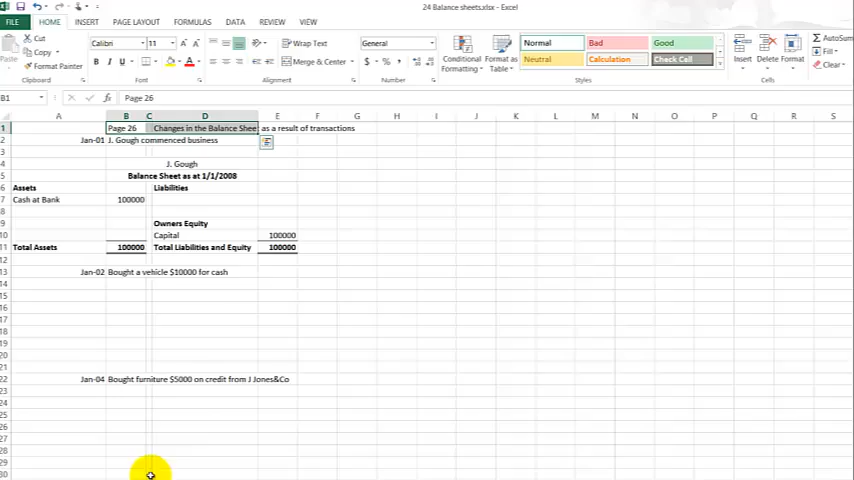 24 Balance sheets.xlsx - Excel
FILE HOME INSERT PAGE LAYOUT FORMULAS DATA REVIEW VIEW
Cut
Copy
Format Painter
Paste
Calibri 11
B I U
Wrap Text
Merge & Center
General
$ % ,
Conditional Formatting
Format as Table
Normal Bad Good
Neutral Calculation Check Cell
Insert Delete Format
AutoSum
Fill
Clear
Clipboard Font Alignment Number Styles Cells
B1 fx Page 26
A B C D E F G H I J K L M N O P Q R S
1 Page 26 Changes in the Balance Shee as a result of transactions
2 Jan-01 J. Gough commenced business
3
4 J. Gough
5 Balance Sheet as at 1/1/2008
6 Assets Liabilities
7 Cash at Bank 100000
8
9 Owners Equity
10 Capital 100000
11 Total Assets 100000 Total Liabilities and Equity 100000
12
13 Jan-02 Bought a vehicle $10000 for cash
14
15
16
17
18
19
20
21
22 Jan-04 Bought furniture $5000 on credit from J Jones&Co
23
24
25
26
27
28
29
30